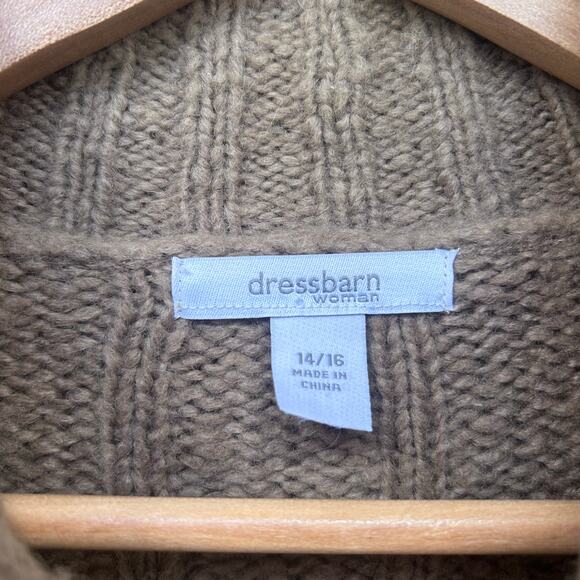 dressbarn
woman
14/16
MADE IN
CHINA